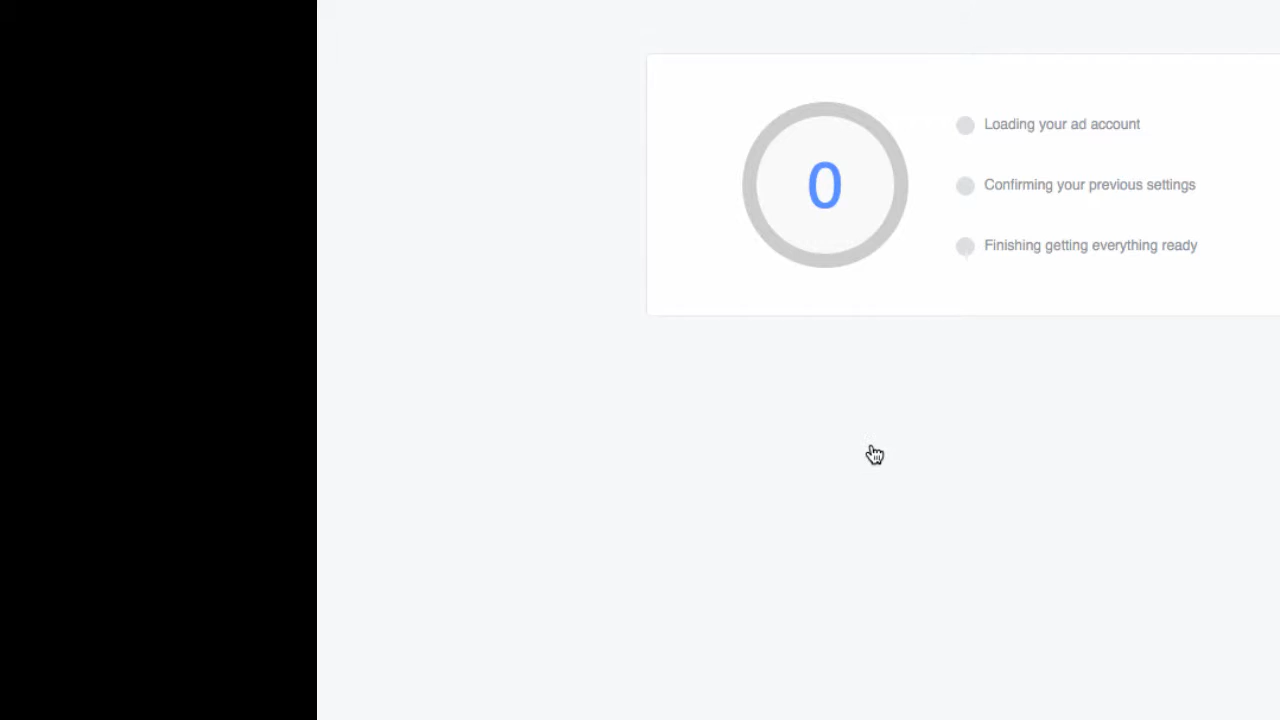 0
Loading your ad account
Confirming your previous settings
Finishing getting everything ready